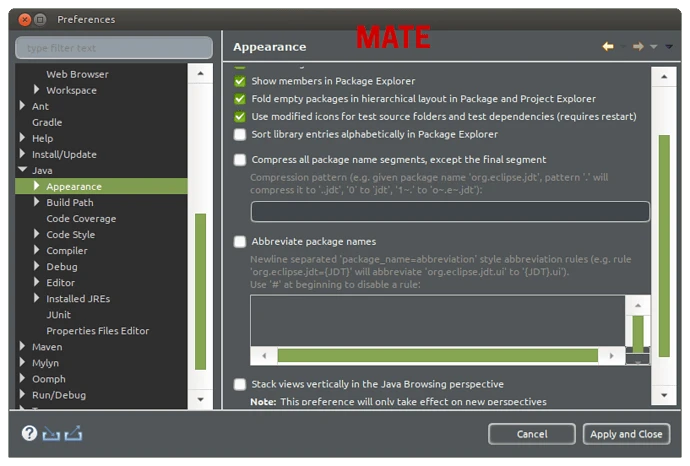 Preferences
type filter text
Web Browser
Workspace
Ant
Gradle
Help
Install/Update
Java
Appearance
Build Path
Code Coverage
Code Style
Compiler
Debug
Editor
Installed JREs
JUnit
Properties Files Editor
Maven
Mylyn
Oomph
Run/Debug
Appearance
MATE
Show members in Package Explorer
Fold empty packages in hierarchical layout in Package and Project Explorer
Use modified icons for test source folders and test dependencies (requires restart)
Sort library entries alphabetically in Package Explorer
Compress all package name segments, except the final segment
Compression pattern (e.g. given package name 'org.eclipse.jdt', pattern '.' will
compress it to '..jdt', '0' to 'jdt', '1~.' to 'o~.e~.jdt'):
Abbreviate package names
Newline separated 'package_name=abbreviation' style abbreviation rules (e.g. rule
'org.eclipse.jdt={JDT}' will abbreviate 'org.eclipse.jdt.ui' to '{JDT}.ui').
Use '#' at beginning to disable a rule:
Stack views vertically in the Java Browsing perspective
Note: This preference will only take effect on new perspectives
Cancel
Apply and Close